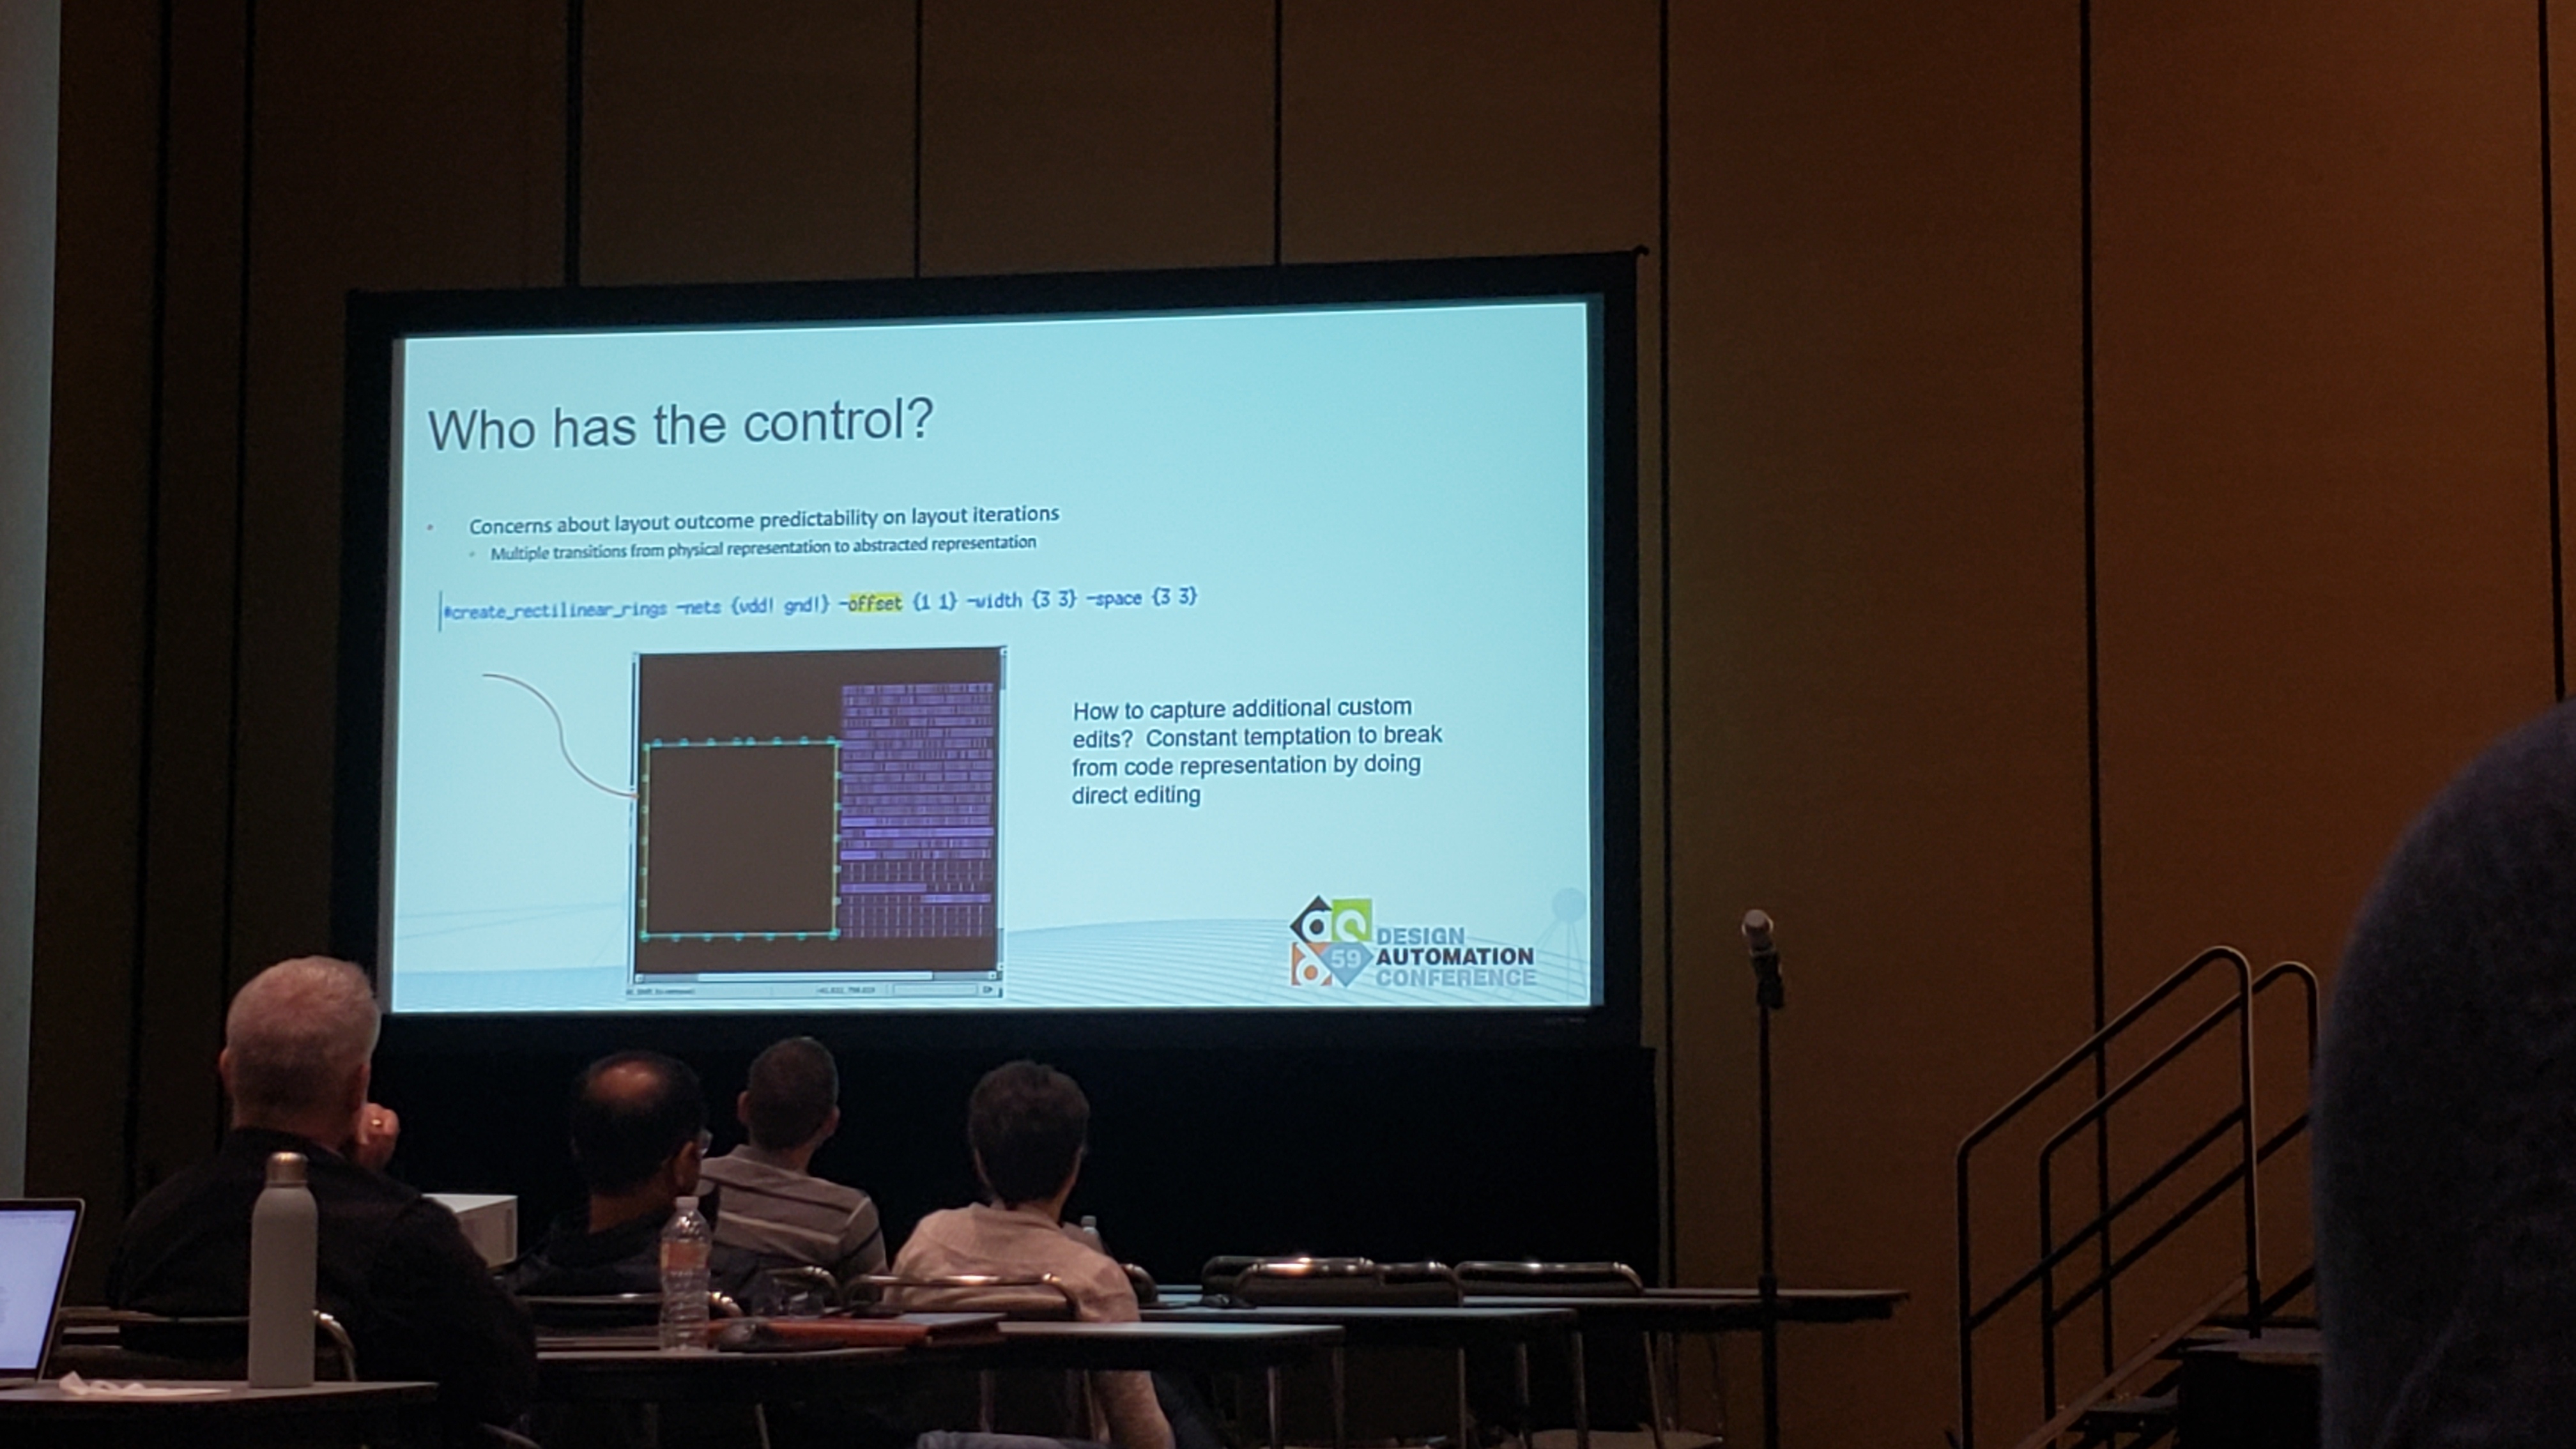 Who has the control?
Concerns about layout outcome predictability on layout iterations
Multiple transitions from physical representation to abstracted representation
#create_rectilinear_rings -nets {vdd! gnd!} -offset {1 1} -width {3 3} -space {3 3}
How to capture additional custom
edits? Constant temptation to break
from code representation by doing
direct editing
59
DESIGN
AUTOMATION
CONFERENCE